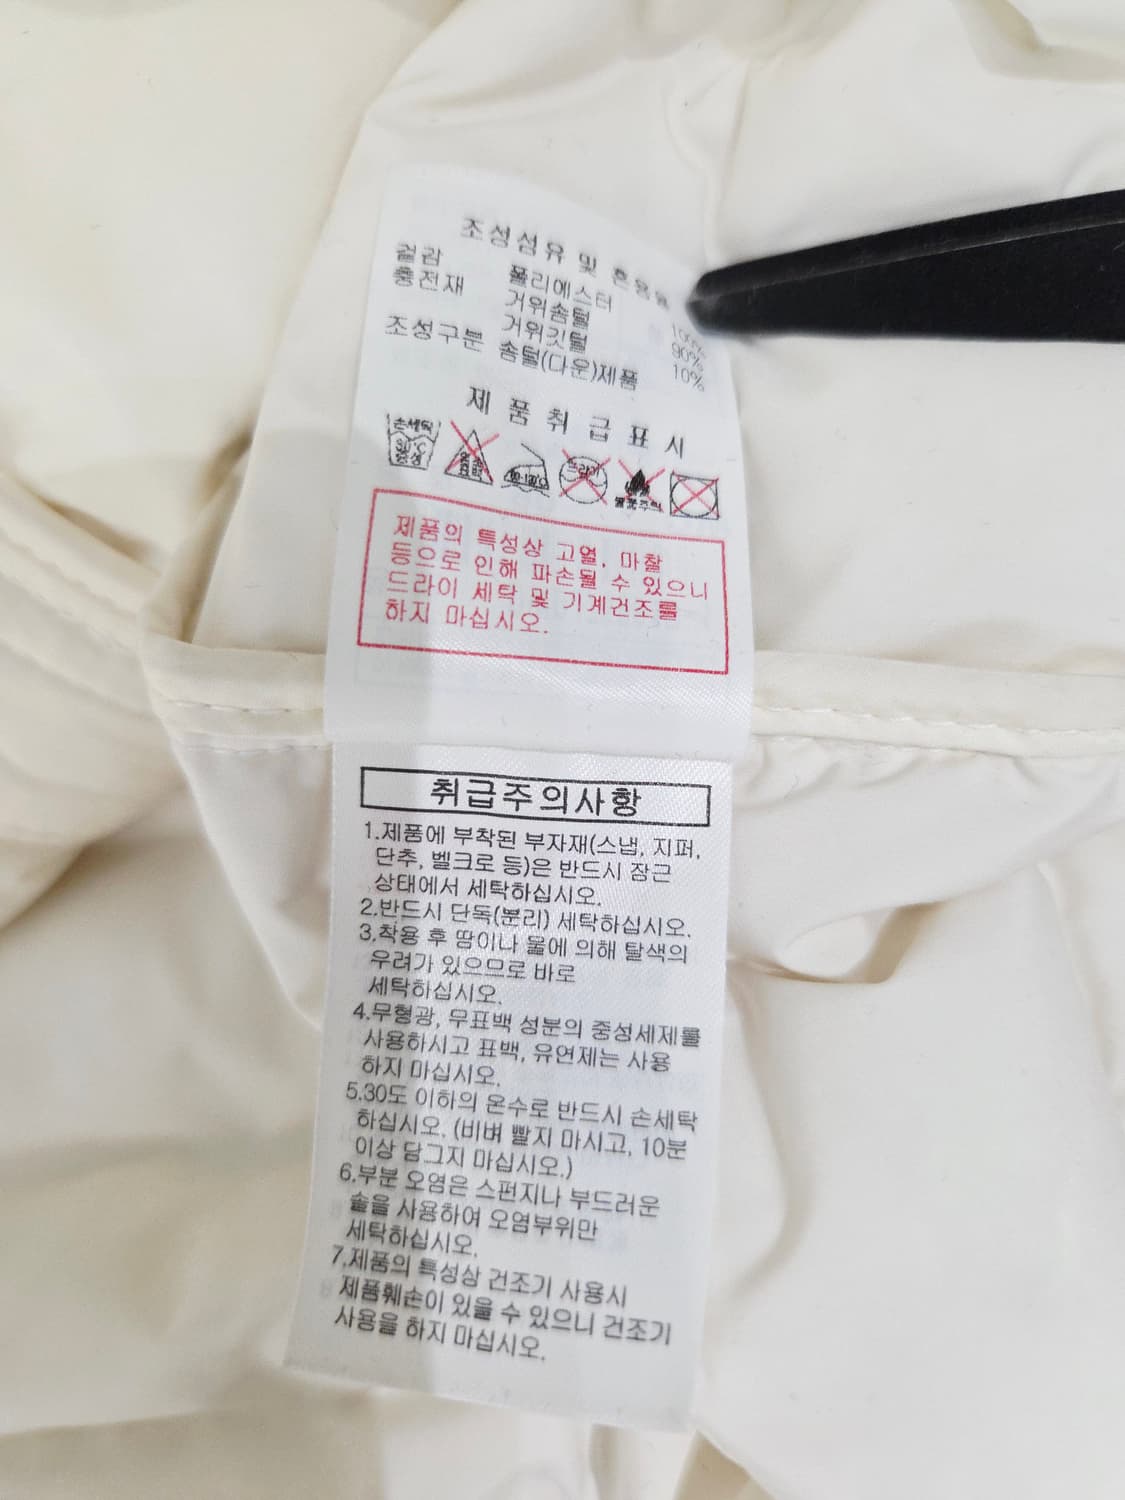 조성섬유 및 혼용율
겉감 폴리에스터 100%
충전재 거위솜털 90%
거위깃털 10%
조성구분 솜털(다운)제품
제품취급표시
손세탁
30℃
중성
80-120℃
드라이
제품의 특성상 고열, 마찰
등으로 인해 파손될 수 있으니
드라이 세탁 및 기계건조를
하지 마십시오.
취급주의사항
1.제품에 부착된 부자재(스냅, 지퍼,
단추, 벨크로 등)은 반드시 잠근
상태에서 세탁하십시오.
2.반드시 단독(분리) 세탁하십시오.
3.착용 후 땀이나 물에 의해 탈색의
우려가 있으므로 바로
세탁하십시오.
4.무형광, 무표백 성분의 중성세제를
사용하시고 표백, 유연제는 사용
하지 마십시오.
5.30도 이하의 온수로 반드시 손세탁
하십시오. (비벼 빨지 마시고, 10분
이상 담그지 마십시오.)
6.부분 오염은 스펀지나 부드러운
솔을 사용하여 오염부위만
세탁하십시오.
7.제품의 특성상 건조기 사용시
제품훼손이 있을 수 있으니 건조기
사용을 하지 마십시오.